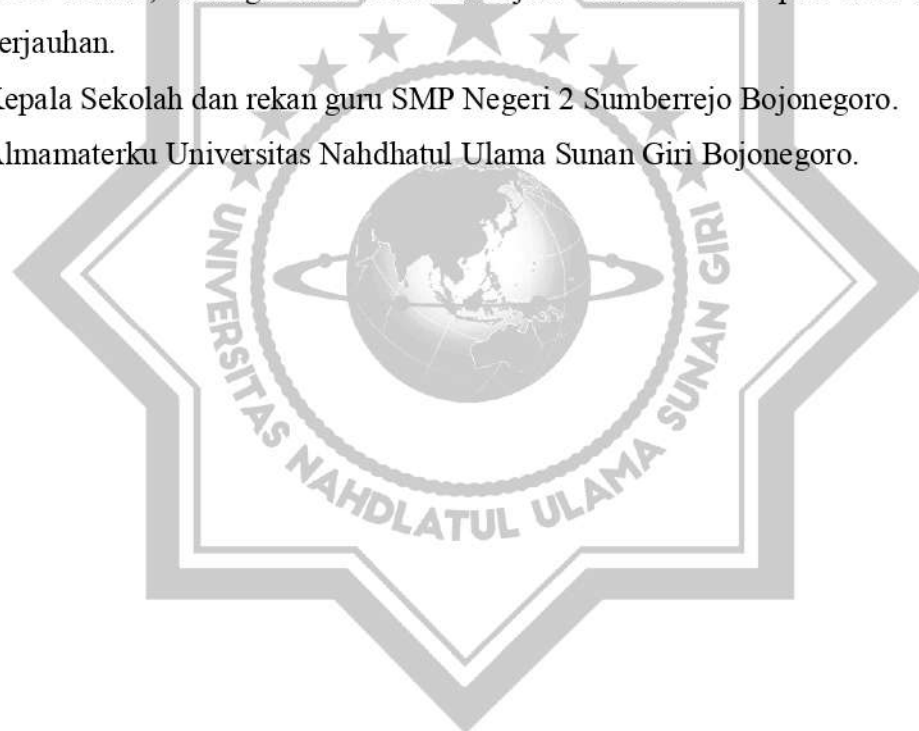 erjauhan.
Kepala Sekolah dan rekan guru SMP Negeri 2 Sumberrejo Bojonegoro.
Almamaterku Universitas Nahdhatul Ulama Sunan Giri Bojonegoro.
UNIVERSITAS NAHDLATUL ULAMA SUNAN GIRI